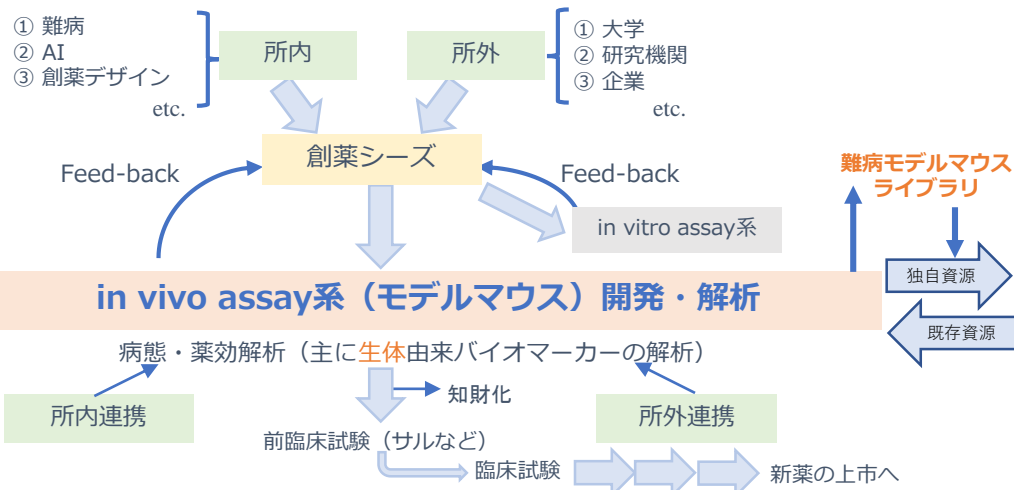 ① 難病
② AI
③ 創薬デザイン
etc.
所内
所外
① 大学
② 研究機関
③ 企業
etc.
創薬シーズ
Feed-back
Feed-back
難病モデルマウス
ライブラリ
in vitro assay系
in vivo assay系（モデルマウス）開発・解析
独自資源
既存資源
病態・薬効解析（主に生体由来バイオマーカーの解析）
知財化
所内連携
所外連携
前臨床試験（サルなど）
臨床試験
新薬の上市へ